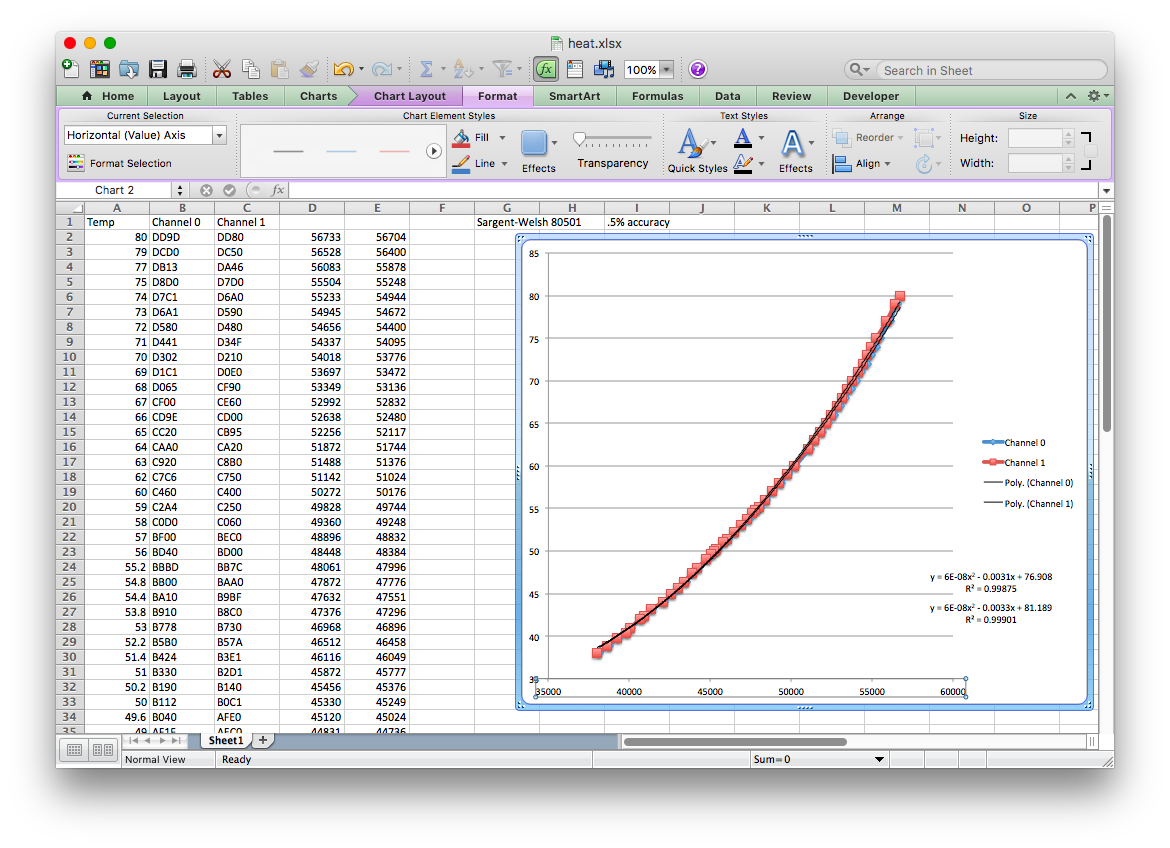 heat.xlsx
fx
100%
?
Search in Sheet
Home Layout Tables Charts Chart Layout Format SmartArt Formulas Data Review Developer
Current Selection Chart Element Styles Text Styles Arrange Size
Horizontal (Value) Axis Fill Reorder Height:
Format Selection Line Effects Transparency Quick Styles Effects Align Width:
Chart 2 fx
A B C D E F G H I J K L M N O P
1 Temp Channel 0 Channel 1 Sargent-Welsh 80501 .5% accuracy
2 80 DD9D DD80 56733 56704
3 79 DCD0 DC50 56528 56400
4 77 DB13 DA46 56083 55878
5 75 D8D0 D7D0 55504 55248
6 74 D7C1 D6A0 55233 54944
7 73 D6A1 D590 54945 54672
8 72 D580 D480 54656 54400
9 71 D441 D34F 54337 54095
10 70 D302 D210 54018 53776
11 69 D1C1 D0E0 53697 53472
12 68 D065 CF90 53349 53136
13 67 CF00 CE60 52992 52832
14 66 CD9E CD00 52638 52480
15 65 CC20 CB95 52256 52117
16 64 CAA0 CA20 51872 51744
17 63 C920 C8B0 51488 51376
18 62 C7C6 C750 51142 51024
19 60 C460 C400 50272 50176
20 59 C2A4 C250 49828 49744
21 58 C0D0 C060 49360 49248
22 57 BF00 BEC0 48896 48832
23 56 BD40 BD00 48448 48384
24 55.2 BBBD BB7C 48061 47996
25 54.8 BB00 BAA0 47872 47776
26 54.4 BA10 B9BF 47632 47551
27 53.8 B910 B8C0 47376 47296
28 53 B778 B730 46968 46896
29 52.2 B5B0 B57A 46512 46458
30 51.4 B424 B3E1 46116 46049
31 51 B330 B2D1 45872 45777
32 50.2 B190 B140 45456 45376
33 50 B112 B0C1 45330 45249
34 49.6 B040 AFE0 45120 45024
35 49 AF1F AEC0 44831 44736
85
80
75
70
65
60
55
50
45
40
35
35000 40000 45000 50000 55000 60000
Channel 0
Channel 1
Poly. (Channel 0)
Poly. (Channel 1)
y = 6E-08x² - 0.0031x + 76.908
R² = 0.99875
y = 6E-08x² - 0.0033x + 81.189
R² = 0.99901
Sheet1
Normal View Ready Sum=0